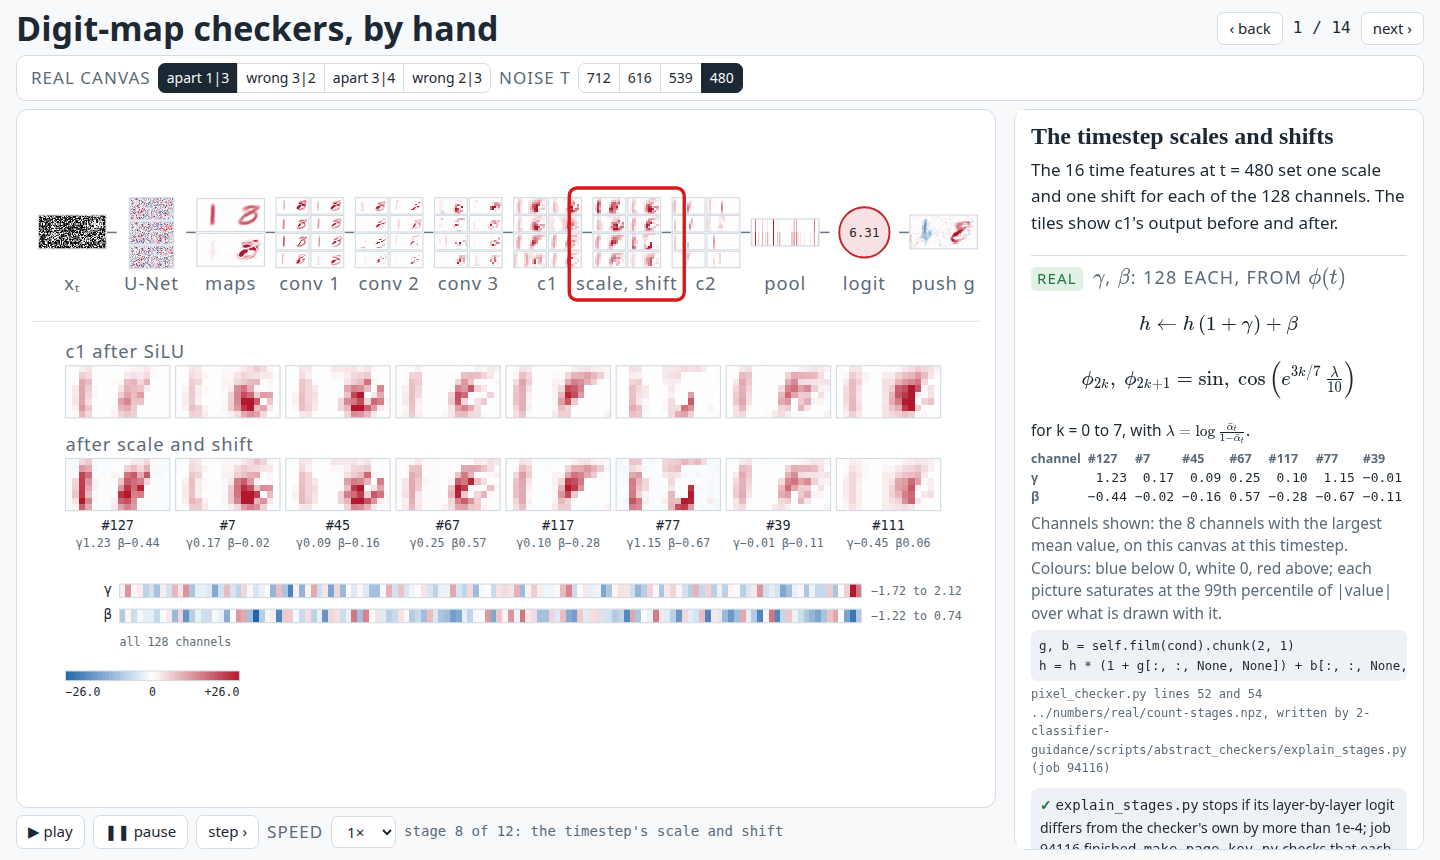 Digit-map checkers, by hand
‹ back 1 / 14 next ›
REAL CANVAS apart 1|3 wrong 3|2 apart 3|4 wrong 2|3 NOISE T 712 616 539 480
6.31
xₜ U-Net maps conv 1 conv 2 conv 3 c1 scale, shift c2 pool logit push g
c1 after SiLU
after scale and shift
#127 #7 #45 #67 #117 #77 #39 #111
γ1.23 β−0.44 γ0.17 β−0.02 γ0.09 β−0.16 γ0.25 β0.57 γ0.10 β−0.28 γ1.15 β−0.67 γ−0.01 β−0.11 γ−0.45 β0.06
γ −1.72 to 2.12
β −1.22 to 0.74
all 128 channels
−26.0 0 +26.0
▶ play ❚❚ pause step › SPEED 1× stage 8 of 12: the timestep's scale and shift
The timestep scales and shifts
The 16 time features at t = 480 set one scale
and one shift for each of the 128 channels. The
tiles show c1's output before and after.
REAL γ, β: 128 EACH, FROM ϕ(t)
h ← h (1 + γ) + β
ϕ₂ₖ, ϕ₂ₖ₊₁ = sin, cos (e^{3k/7} λ/10)
for k = 0 to 7, with λ = log ᾱₜ/(1−ᾱₜ).
channel #127 #7 #45 #67 #117 #77 #39
γ 1.23 0.17 0.09 0.25 0.10 1.15 −0.01
β −0.44 −0.02 −0.16 0.57 −0.28 −0.67 −0.11
Channels shown: the 8 channels with the largest
mean value, on this canvas at this timestep.
Colours: blue below 0, white 0, red above; each
picture saturates at the 99th percentile of |value|
over what is drawn with it.
g, b = self.film(cond).chunk(2, 1)
h = h * (1 + g[:, :, None, None]) + b[:, :, None,
pixel_checker.py lines 52 and 54
../numbers/real/count-stages.npz, written by 2-
classifier-
guidance/scripts/abstract_checkers/explain_stages.py
(job 94116)
✓ explain_stages.py stops if its layer-by-layer logit
differs from the checker's own by more than 1e-4; job
94116 finished. make_page_key.py checks that each